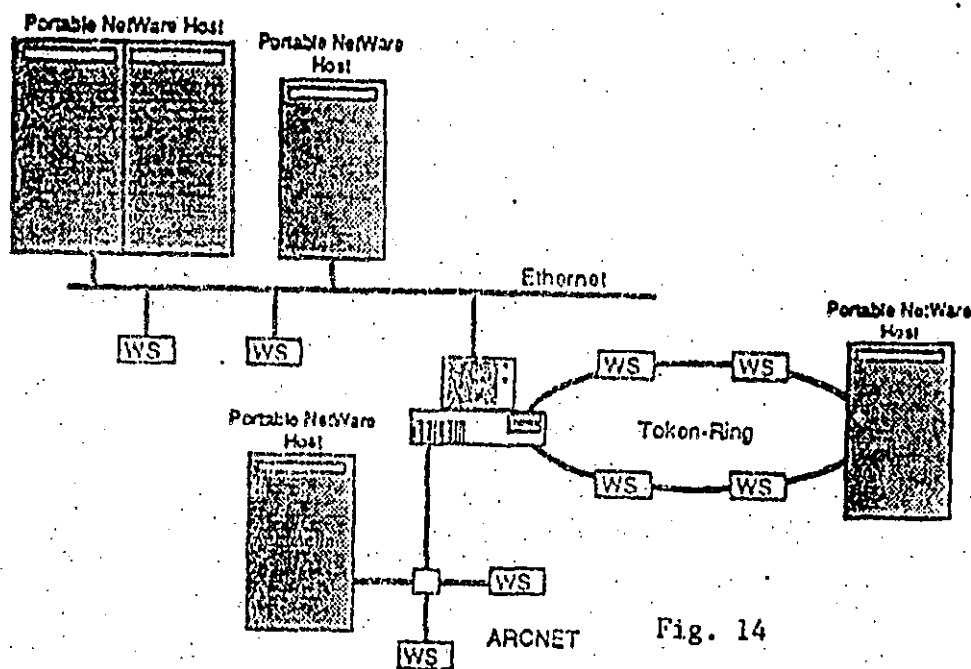 Portable NetWare Host
Portable NetWare
Host
Ethernet
WS
WS
Portable NetWare
Host
WS
WS
Portable NetWare
Host
Token-Ring
WS
WS
WS
ARCNET
WS
Fig. 14